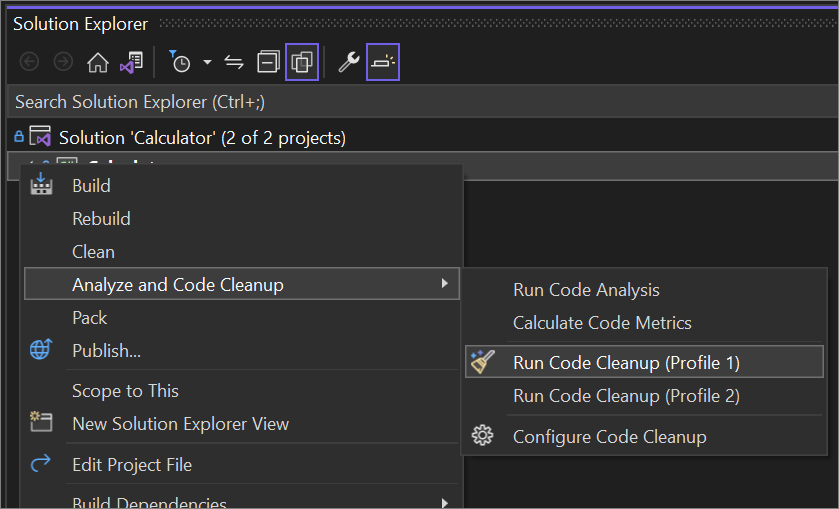 Solution Explorer
Search Solution Explorer (Ctrl+;)
Solution 'Calculator' (2 of 2 projects)
Build
Rebuild
Clean
Analyze and Code Cleanup
Pack
Publish...
Scope to This
New Solution Explorer View
Edit Project File
Build Dependencies
Run Code Analysis
Calculate Code Metrics
Run Code Cleanup (Profile 1)
Run Code Cleanup (Profile 2)
Configure Code Cleanup